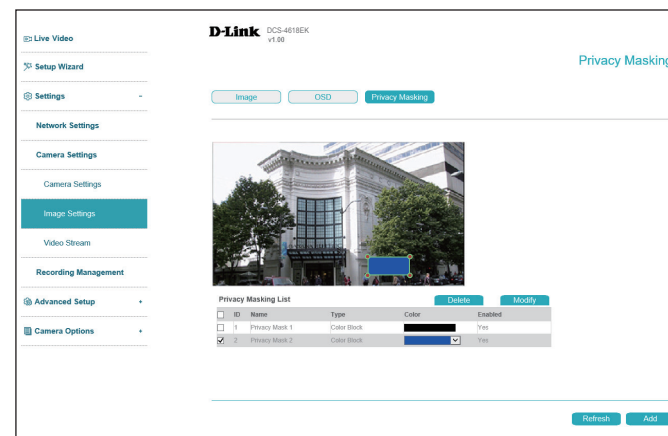 D-Link DCS-4618EK
v1.00
Live Video
Setup Wizard
Settings -
Network Settings
Camera Settings
Camera Settings
Image Settings
Video Stream
Recording Management
Advanced Setup +
Camera Options +
Privacy Masking
Image OSD Privacy Masking
Privacy Masking List Delete Modify
ID Name Type Color Enabled
1 Privacy Mask 1 Color Block Yes
2 Privacy Mask 2 Color Block Yes
Refresh Add